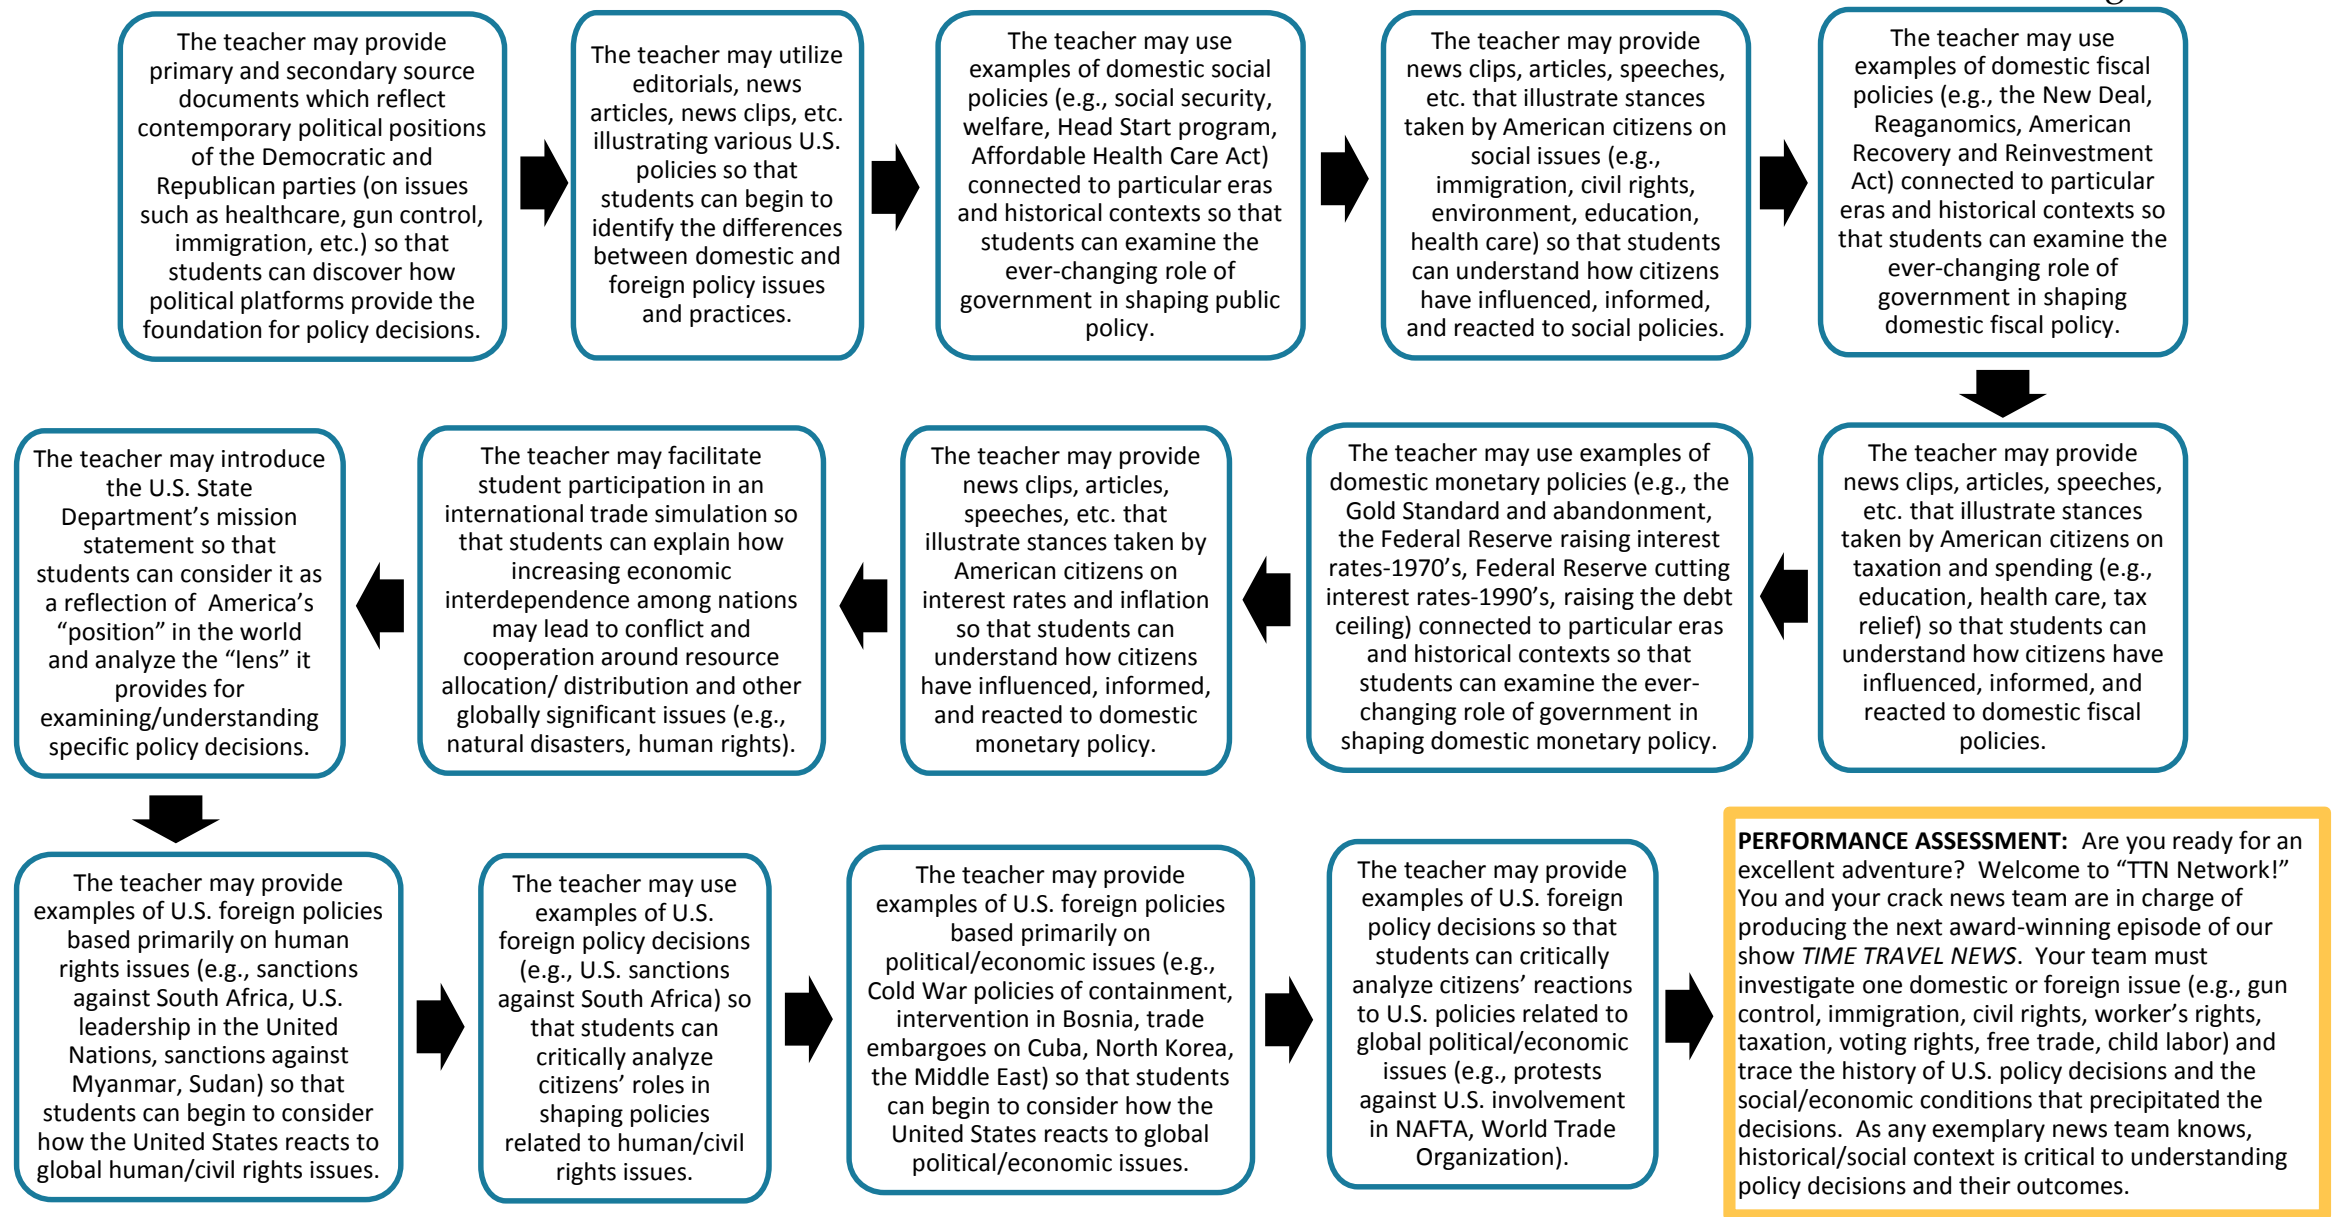 The teacher may provide
primary and secondary source
documents which reflect
contemporary political positions
of the Democratic and
Republican parties (on issues
such as healthcare, gun control,
immigration, etc.) so that
students can discover how
political platforms provide the
foundation for policy decisions.
The teacher may utilize
editorials, news
articles, news clips, etc.
illustrating various U.S.
policies so that
students can begin to
identify the differences
between domestic and
foreign policy issues
and practices.
The teacher may use
examples of domestic social
policies (e.g., social security,
welfare, Head Start program,
Affordable Health Care Act)
connected to particular eras
and historical contexts so that
students can examine the
ever-changing role of
government in shaping public
policy.
The teacher may provide
news clips, articles, speeches,
etc. that illustrate stances
taken by American citizens on
social issues (e.g.,
immigration, civil rights,
environment, education,
health care) so that students
can understand how citizens
have influenced, informed,
and reacted to social policies.
The teacher may use
examples of domestic fiscal
policies (e.g., the New Deal,
Reaganomics, American
Recovery and Reinvestment
Act) connected to particular
eras and historical contexts so
that students can examine the
ever-changing role of
government in shaping
domestic fiscal policy.
The teacher may provide
news clips, articles, speeches,
etc. that illustrate stances
taken by American citizens on
taxation and spending (e.g.,
education, health care, tax
relief) so that students can
understand how citizens have
influenced, informed, and
reacted to domestic fiscal
policies.
The teacher may use examples of
domestic monetary policies (e.g., the
Gold Standard and abandonment,
the Federal Reserve raising interest
rates-1970’s, Federal Reserve cutting
interest rates-1990’s, raising the debt
ceiling) connected to particular eras
and historical contexts so that
students can examine the ever-
changing role of government in
shaping domestic monetary policy.
The teacher may provide
news clips, articles,
speeches, etc. that
illustrate stances taken by
American citizens on
interest rates and inflation
so that students can
understand how citizens
have influenced, informed,
and reacted to domestic
monetary policy.
The teacher may facilitate
student participation in an
international trade simulation so
that students can explain how
increasing economic
interdependence among nations
may lead to conflict and
cooperation around resource
allocation/ distribution and other
globally significant issues (e.g.,
natural disasters, human rights).
The teacher may introduce
the U.S. State
Department’s mission
statement so that
students can consider it as
a reflection of America’s
“position” in the world
and analyze the “lens” it
provides for
examining/understanding
specific policy decisions.
The teacher may provide
examples of U.S. foreign policies
based primarily on human
rights issues (e.g., sanctions
against South Africa, U.S.
leadership in the United
Nations, sanctions against
Myanmar, Sudan) so that
students can begin to consider
how the United States reacts to
global human/civil rights issues.
The teacher may use
examples of U.S.
foreign policy decisions
(e.g., U.S. sanctions
against South Africa) so
that students can
critically analyze
citizens’ roles in
shaping policies
related to human/civil
rights issues.
The teacher may provide
examples of U.S. foreign policies
based primarily on
political/economic issues (e.g.,
Cold War policies of containment,
intervention in Bosnia, trade
embargoes on Cuba, North Korea,
the Middle East) so that students
can begin to consider how the
United States reacts to global
political/economic issues.
The teacher may provide
examples of U.S. foreign
policy decisions so that
students can critically
analyze citizens’ reactions
to U.S. policies related to
global political/economic
issues (e.g., protests
against U.S. involvement
in NAFTA, World Trade
Organization).
PERFORMANCE ASSESSMENT: Are you ready for an
excellent adventure? Welcome to “TTN Network!”
You and your crack news team are in charge of
producing the next award-winning episode of our
show TIME TRAVEL NEWS. Your team must
investigate one domestic or foreign issue (e.g., gun
control, immigration, civil rights, worker’s rights,
taxation, voting rights, free trade, child labor) and
trace the history of U.S. policy decisions and the
social/economic conditions that precipitated the
decisions. As any exemplary news team knows,
historical/social context is critical to understanding
policy decisions and their outcomes.